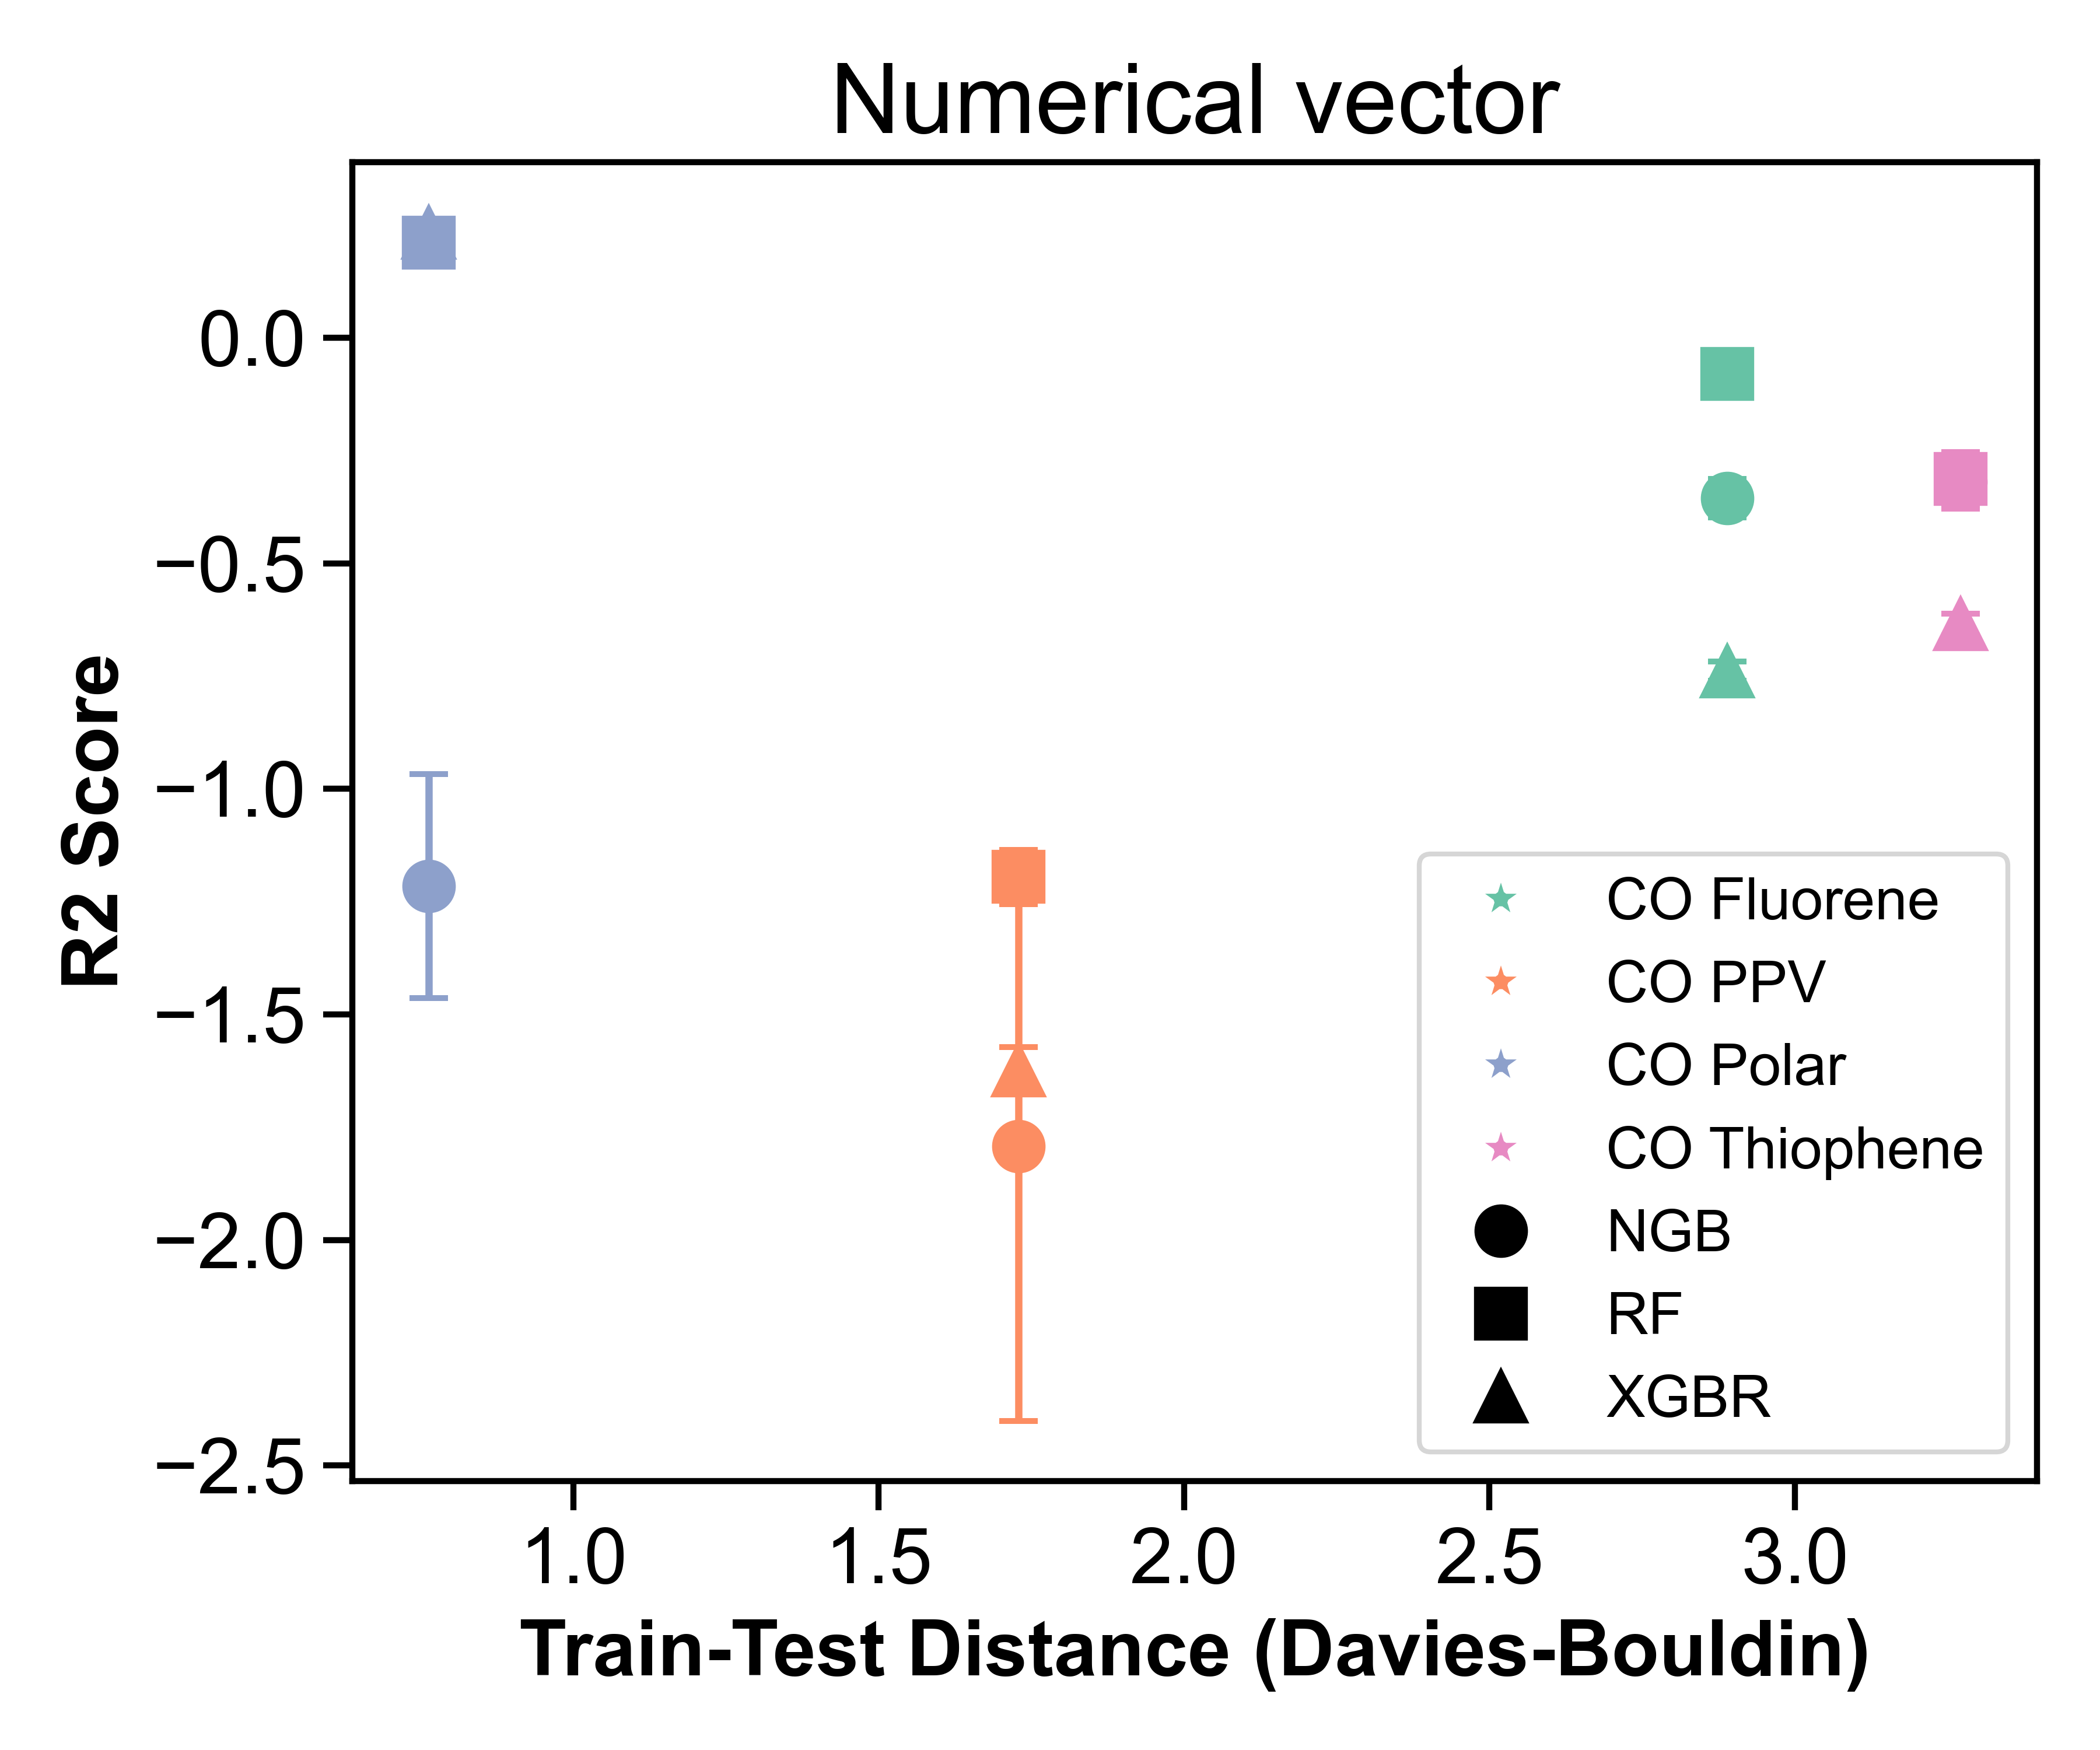 Numerical vector
R2 Score
0.0
−0.5
−1.0
−1.5
−2.0
−2.5
CO Fluorene
CO PPV
CO Polar
CO Thiophene
NGB
RF
XGBR
1.0 1.5 2.0 2.5 3.0
Train-Test Distance (Davies-Bouldin)